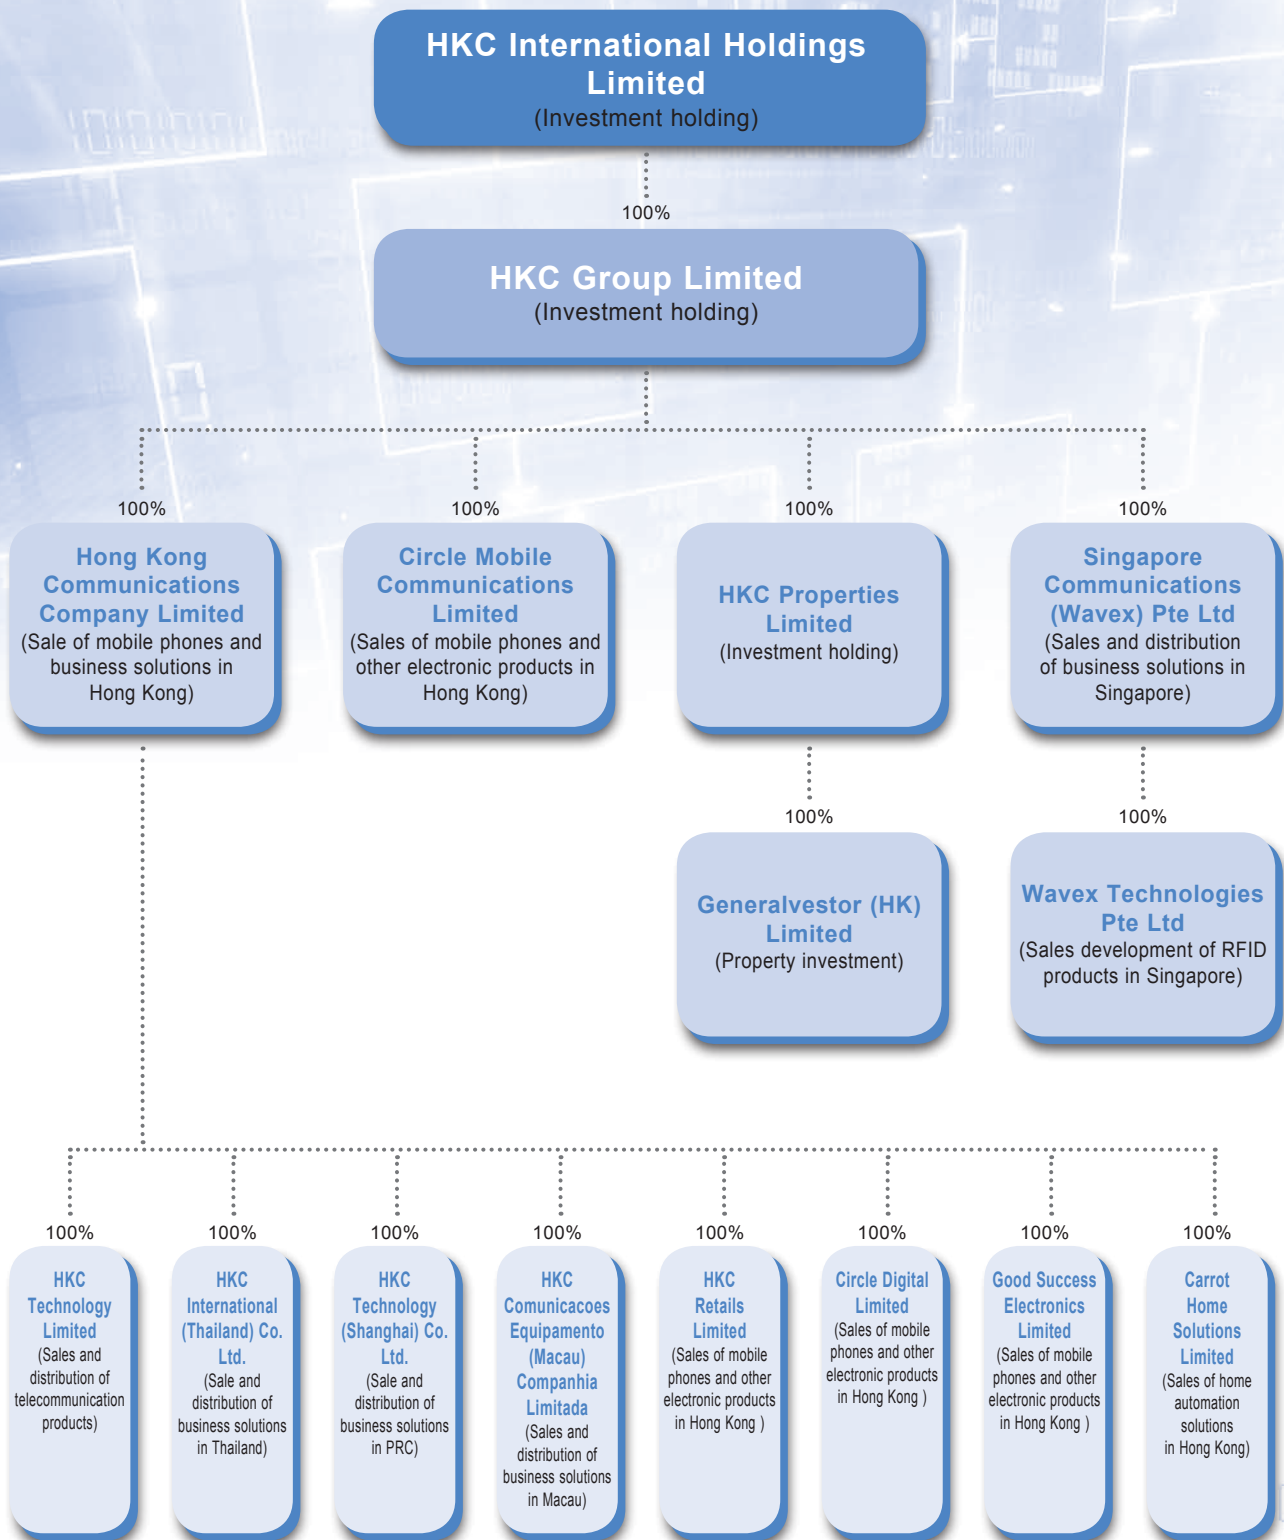 HKC International Holdings
Limited
(Investment holding)
100%
HKC Group Limited
(Investment holding)
100%
100%
100%
100%
Hong Kong
Communications
Company Limited
(Sale of mobile phones and
business solutions in
Hong Kong)
Circle Mobile
Communications
Limited
(Sales of mobile phones and
other electronic products in
Hong Kong)
HKC Properties
Limited
(Investment holding)
Singapore
Communications
(Wavex) Pte Ltd
(Sales and distribution
of business solutions in
Singapore)
100%
100%
Generalvestor (HK)
Limited
(Property investment)
Wavex Technologies
Pte Ltd
(Sales development of RFID
products in Singapore)
100%
100%
100%
100%
100%
100%
100%
100%
HKC
Technology
Limited
(Sales and
distribution of
telecommunication
products)
HKC
International
(Thailand) Co.
Ltd.
(Sale and
distribution of
business solutions
in Thailand)
HKC
Technology
(Shanghai) Co.
Ltd.
(Sale and
distribution of
business solutions
in PRC)
HKC
Comunicacoes
Equipamento
(Macau)
Companhia
Limitada
(Sales and
distribution of
business solutions
in Macau)
HKC
Retails
Limited
(Sales of mobile
phones and other
electronic products
in Hong Kong )
Circle Digital
Limited
(Sales of mobile
phones and other
electronic products
in Hong Kong )
Good Success
Electronics
Limited
(Sales of mobile
phones and other
electronic products
in Hong Kong )
Carrot
Home
Solutions
Limited
(Sales of home
automation
solutions
in Hong Kong)